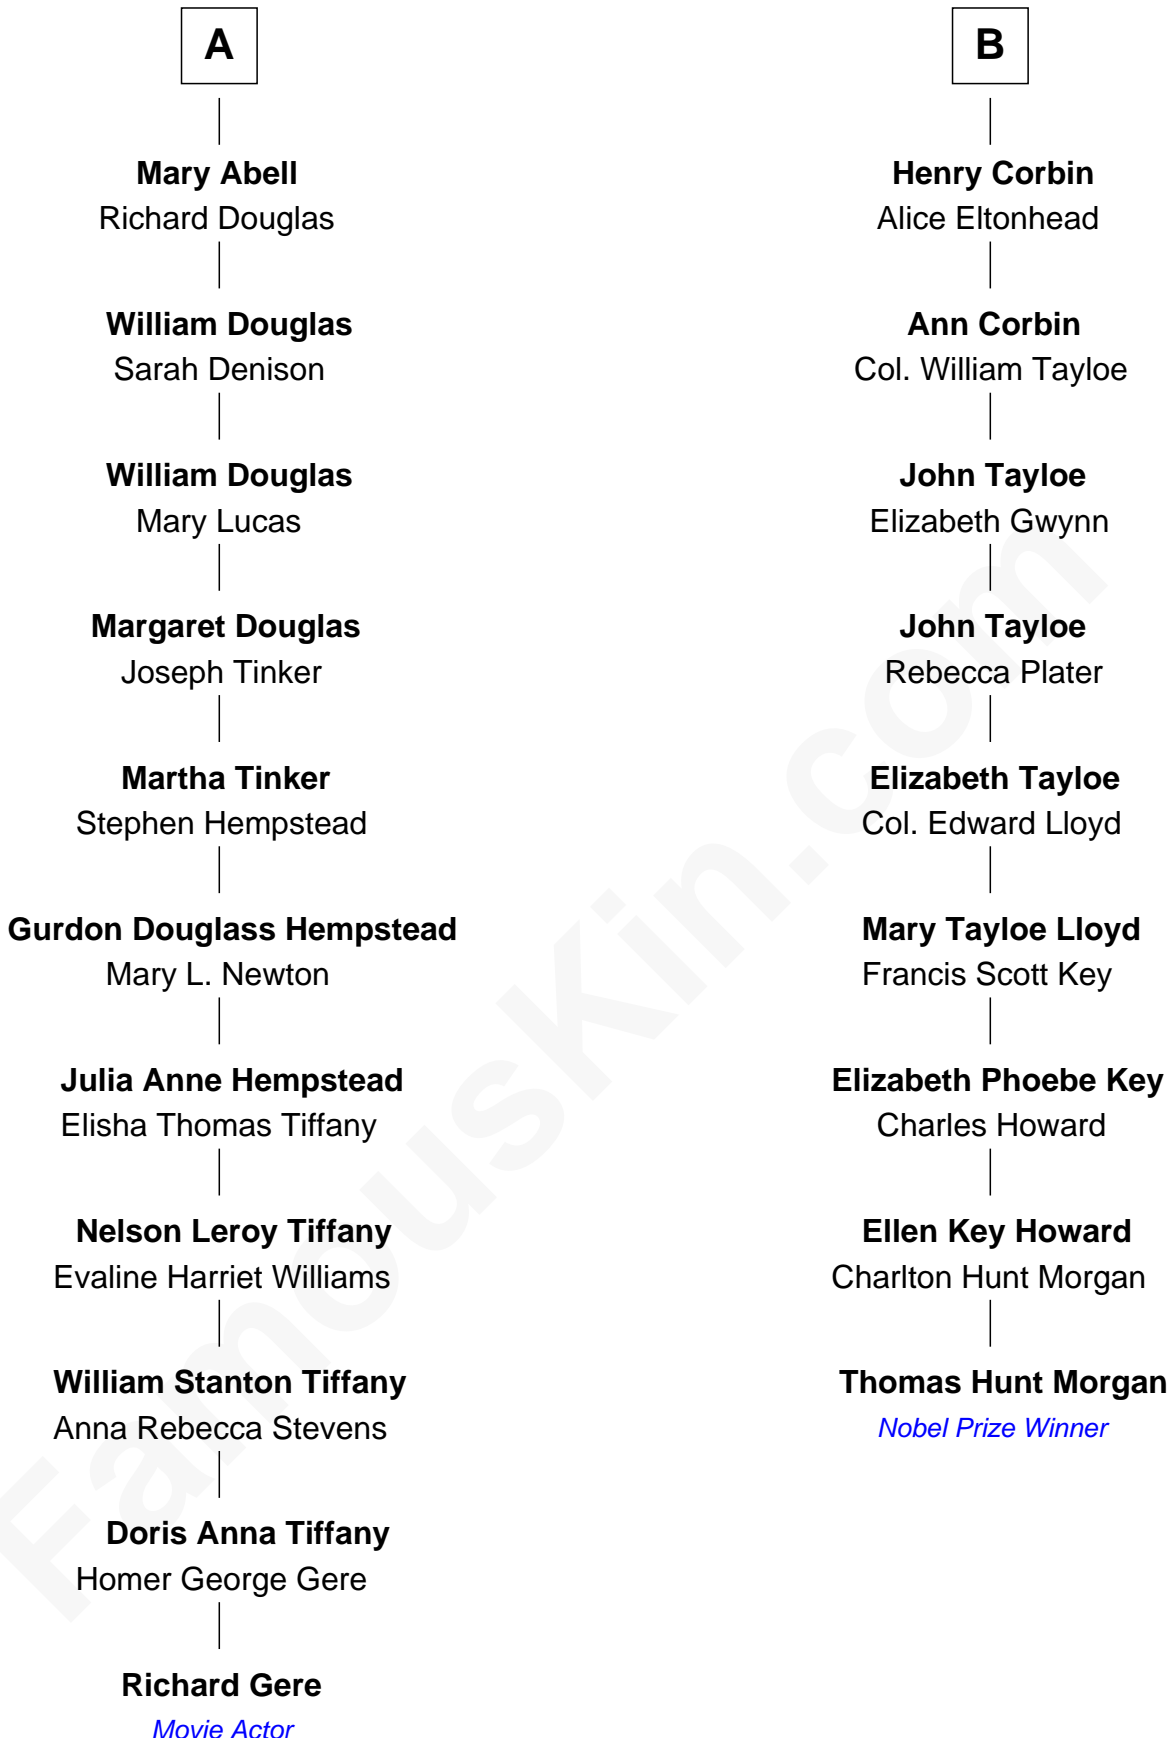 A
Mary Abell
Richard Douglas
William Douglas
Sarah Denison
William Douglas
Mary Lucas
Margaret Douglas
Joseph Tinker
Martha Tinker
Stephen Hempstead
Gurdon Douglass Hempstead
Mary L. Newton
Julia Anne Hempstead
Elisha Thomas Tiffany
Nelson Leroy Tiffany
Evaline Harriet Williams
William Stanton Tiffany
Anna Rebecca Stevens
Doris Anna Tiffany
Homer George Gere
Richard Gere
Movie Actor
B
Henry Corbin
Alice Eltonhead
Ann Corbin
Col. William Tayloe
John Tayloe
Elizabeth Gwynn
John Tayloe
Rebecca Plater
Elizabeth Tayloe
Col. Edward Lloyd
Mary Tayloe Lloyd
Francis Scott Key
Elizabeth Phoebe Key
Charles Howard
Ellen Key Howard
Charlton Hunt Morgan
Thomas Hunt Morgan
Nobel Prize Winner
FamousKin.com